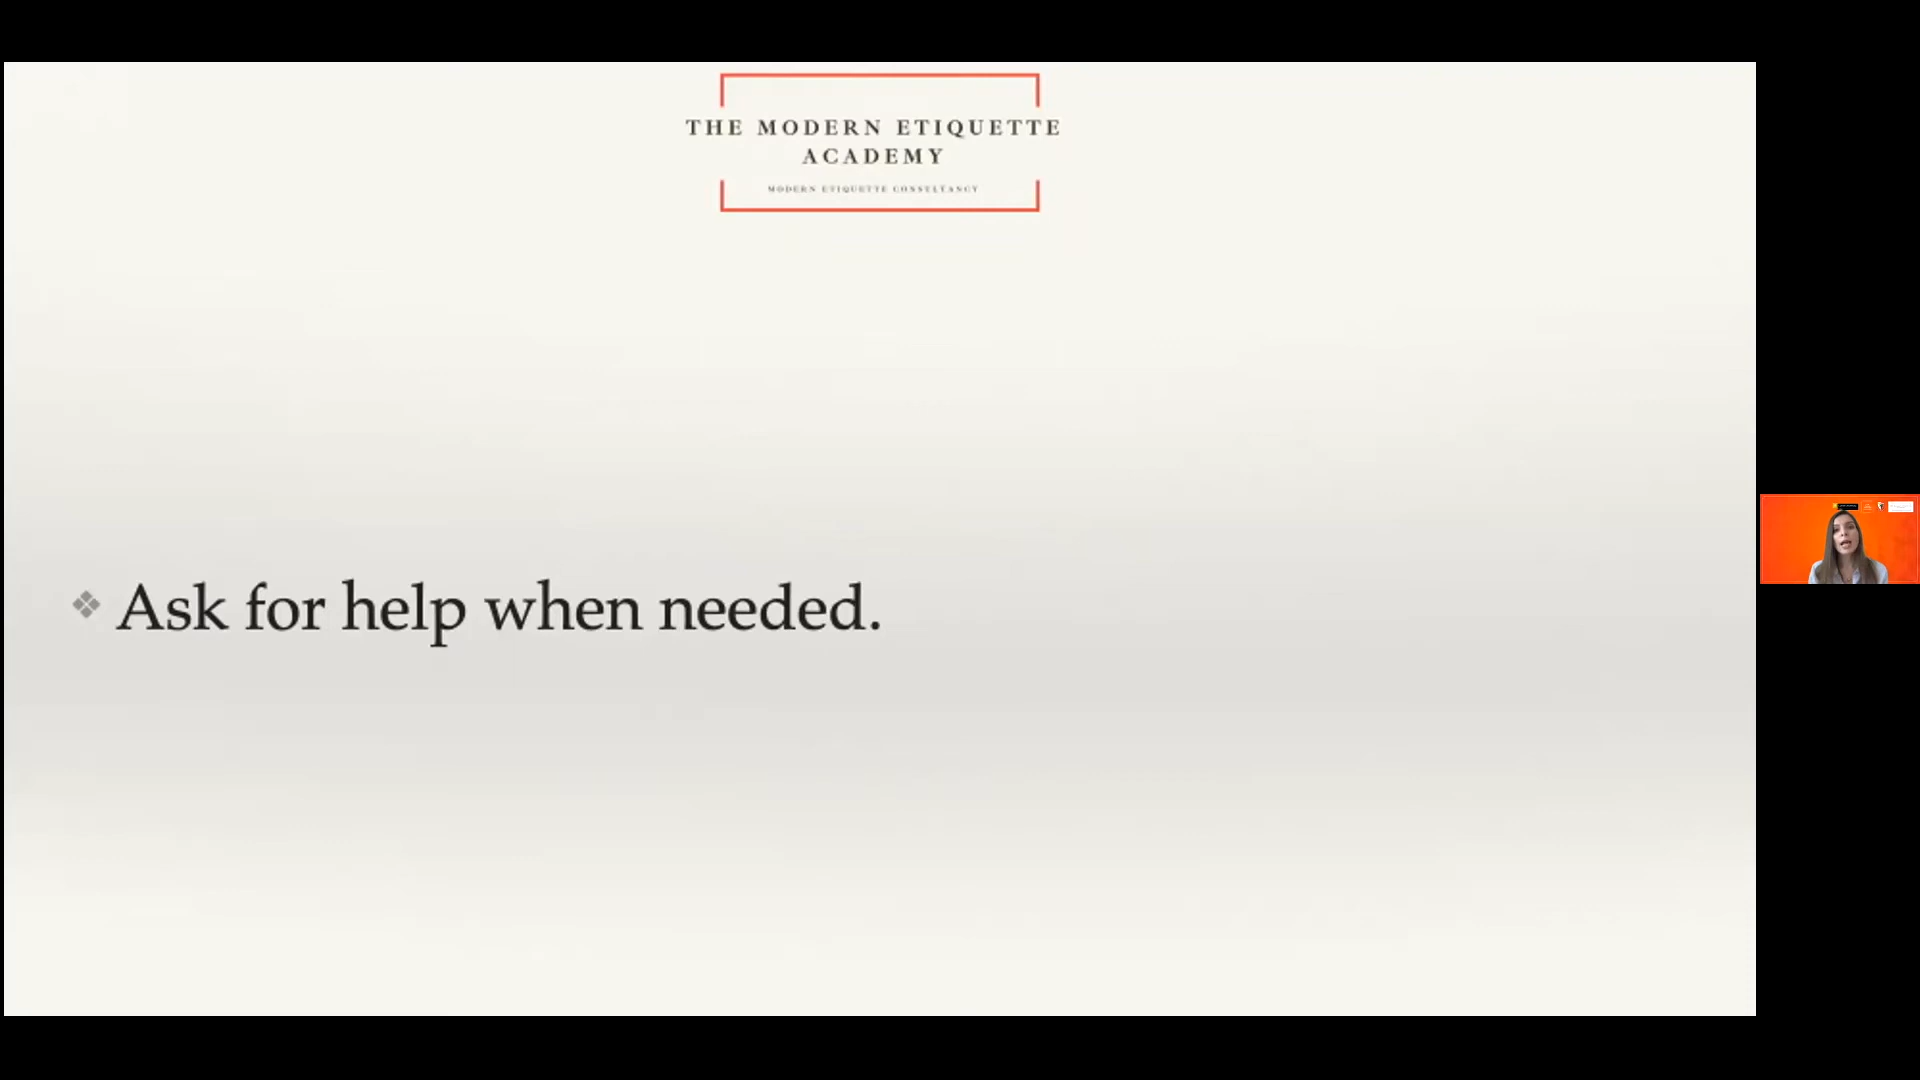 THE MODERN ETIQUETTE
ACADEMY
MODERN ETIQUETTE CONSULTANCY
Ask for help when needed.